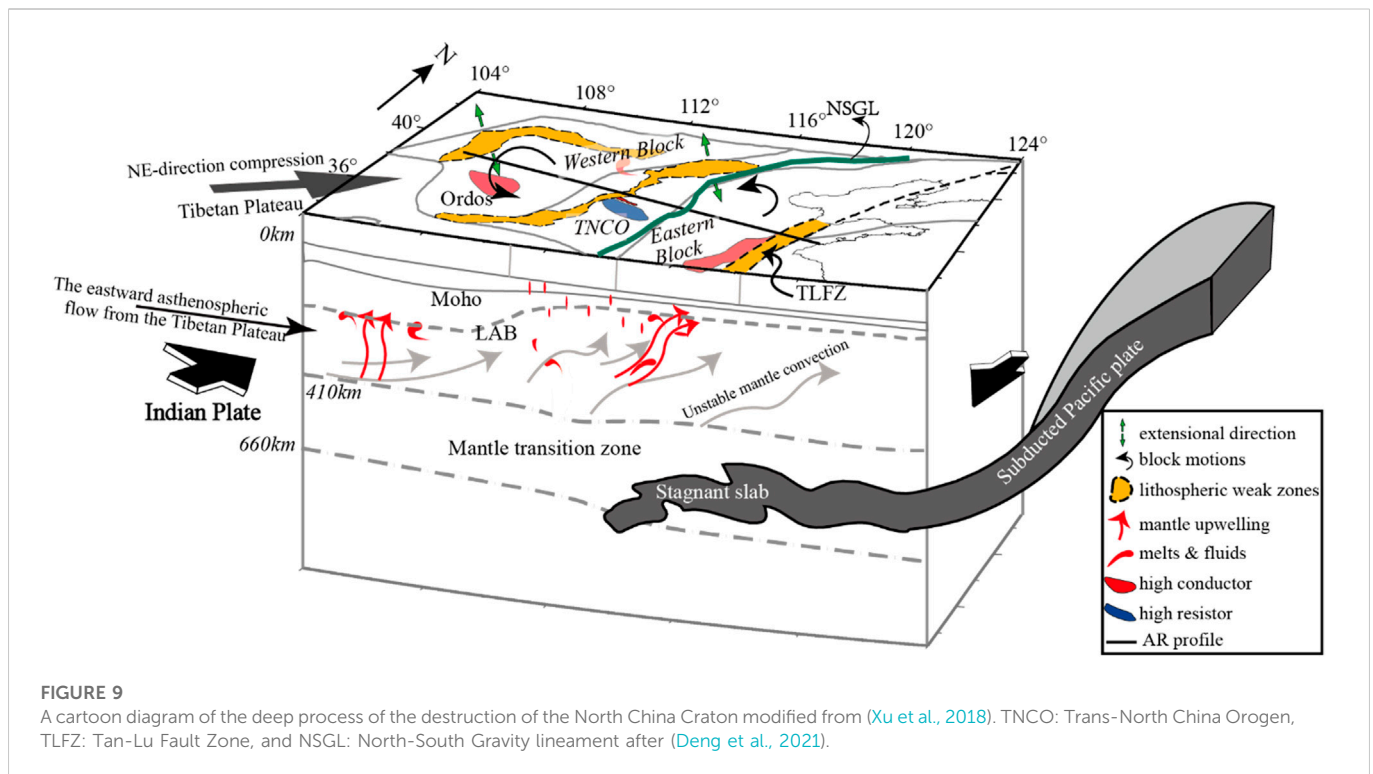 N
104°
108°
112°
116°
120°
124°
40°
36°
NSGL
NE-direction compression
Tibetan Plateau
Western Block
Ordos
TNCO
Eastern
Block
TLFZ
0km
Moho
LAB
The eastward asthenospheric
flow from the Tibetan Plateau
Indian Plate
410km
660km
Unstable mantle convection
Mantle transition zone
Stagnant slab
Subducted Pacific plate
extensional direction
block motions
lithospheric weak zones
mantle upwelling
melts & fluids
high conductor
high resistor
AR profile
FIGURE 9
A cartoon diagram of the deep process of the destruction of the North China Craton modified from (Xu et al., 2018). TNCO: Trans-North China Orogen,
TLFZ: Tan-Lu Fault Zone, and NSGL: North-South Gravity lineament after (Deng et al., 2021).